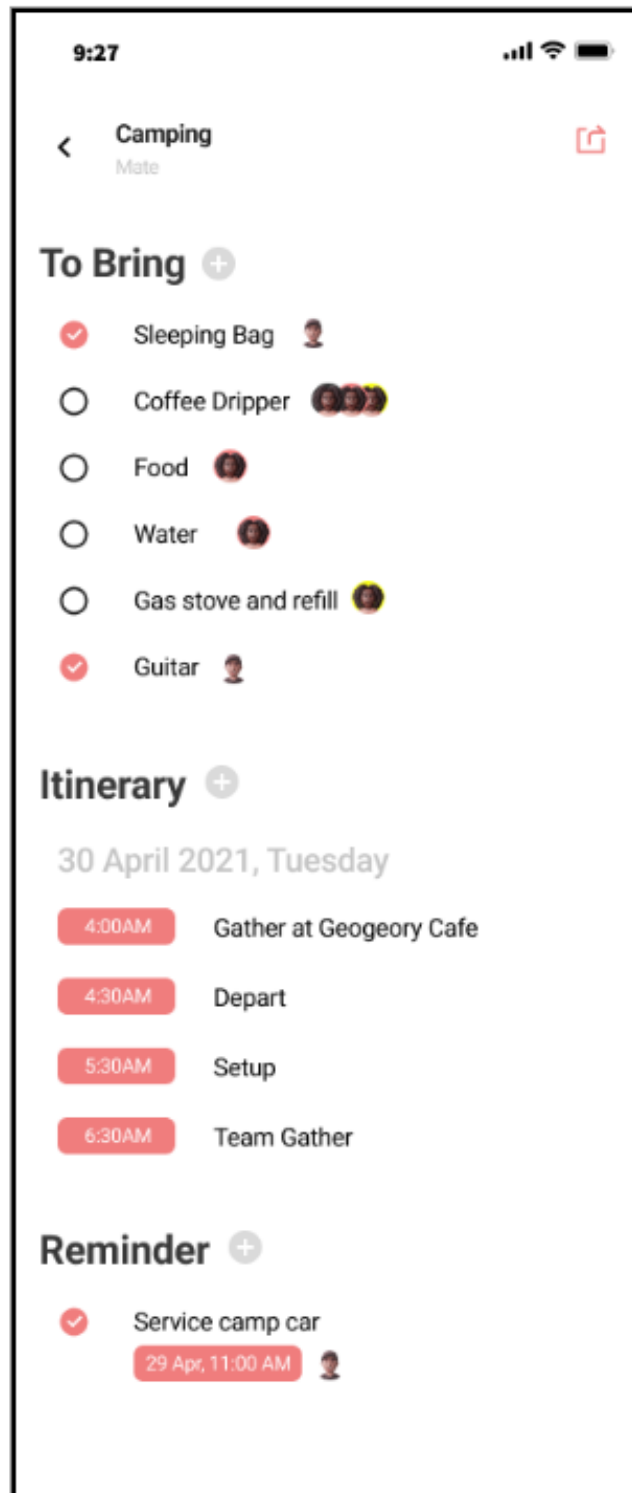 9:27
Camping
Mate
To Bring
Sleeping Bag
Coffee Dripper
Food
Water
Gas stove and refill
Guitar
Itinerary
30 April 2021, Tuesday
4:00AM Gather at Geogeory Cafe
4:30AM Depart
5:30AM Setup
6:30AM Team Gather
Reminder
Service camp car
29 Apr, 11:00 AM